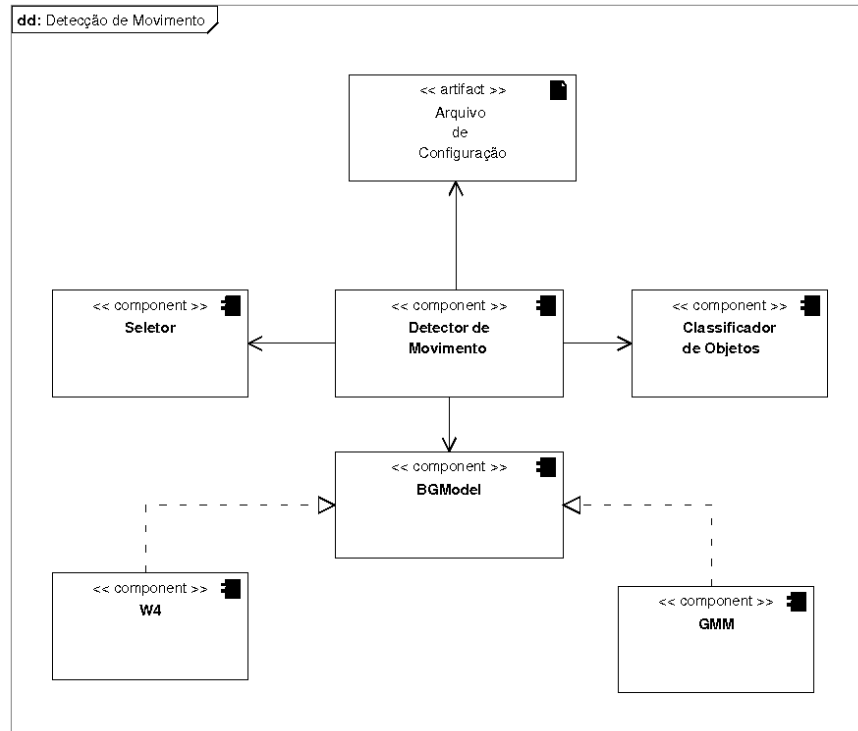 dd: Detecção de Movimento
<< artifact >>
Arquivo
de
Configuração
<< component >>
Seletor
<< component >>
Detector de
Movimento
<< component >>
Classificador
de Objetos
<< component >>
BGModel
<< component >>
W4
<< component >>
GMM